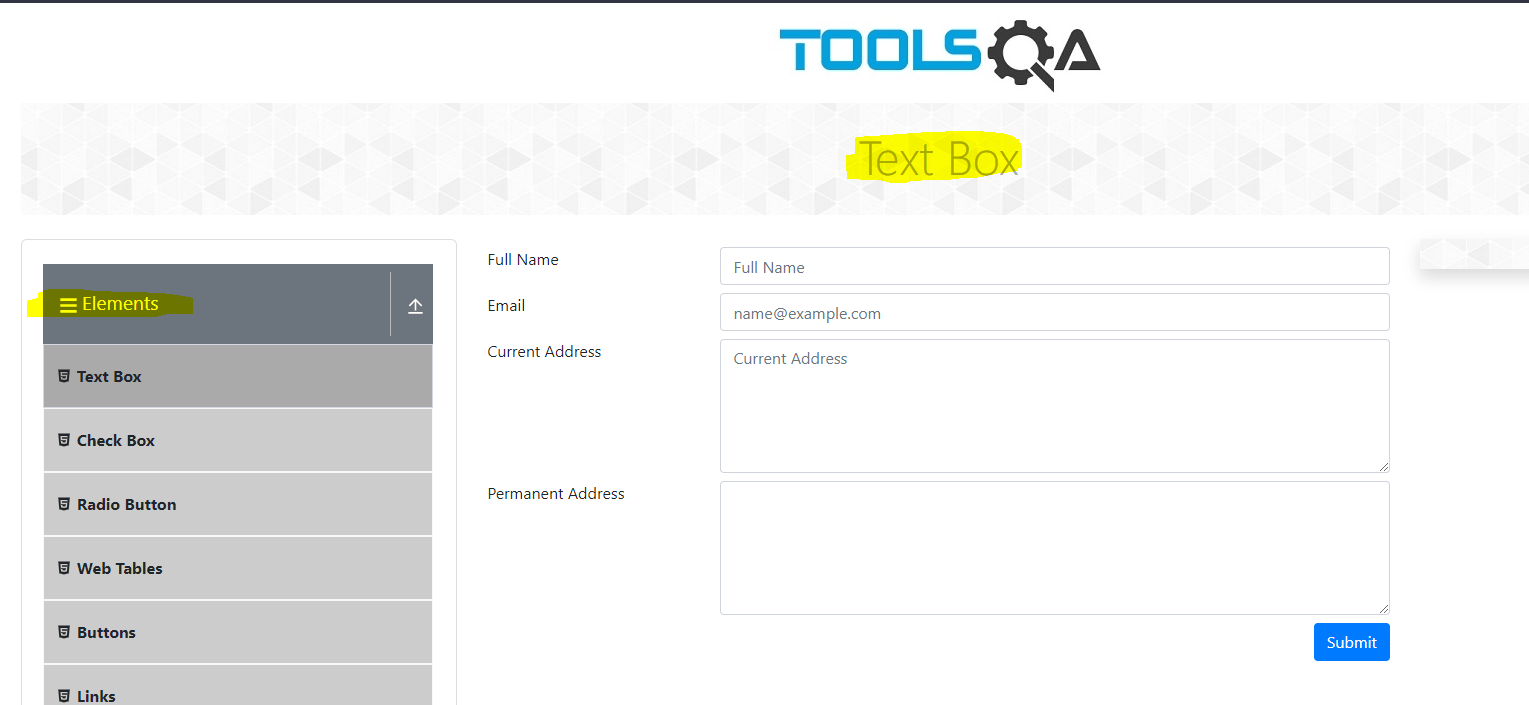 TOOLSQA
Text Box
Elements
Text Box
Check Box
Radio Button
Web Tables
Buttons
Links
Full Name
Full Name
Email
name@example.com
Current Address
Current Address
Permanent Address
Submit